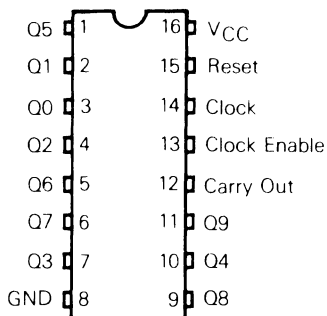 Q5 1 16 VCC
Q1 2 15 Reset
Q0 3 14 Clock
Q2 4 13 Clock Enable
Q6 5 12 Carry Out
Q7 6 11 Q9
Q3 7 10 Q4
GND 8 9 Q8